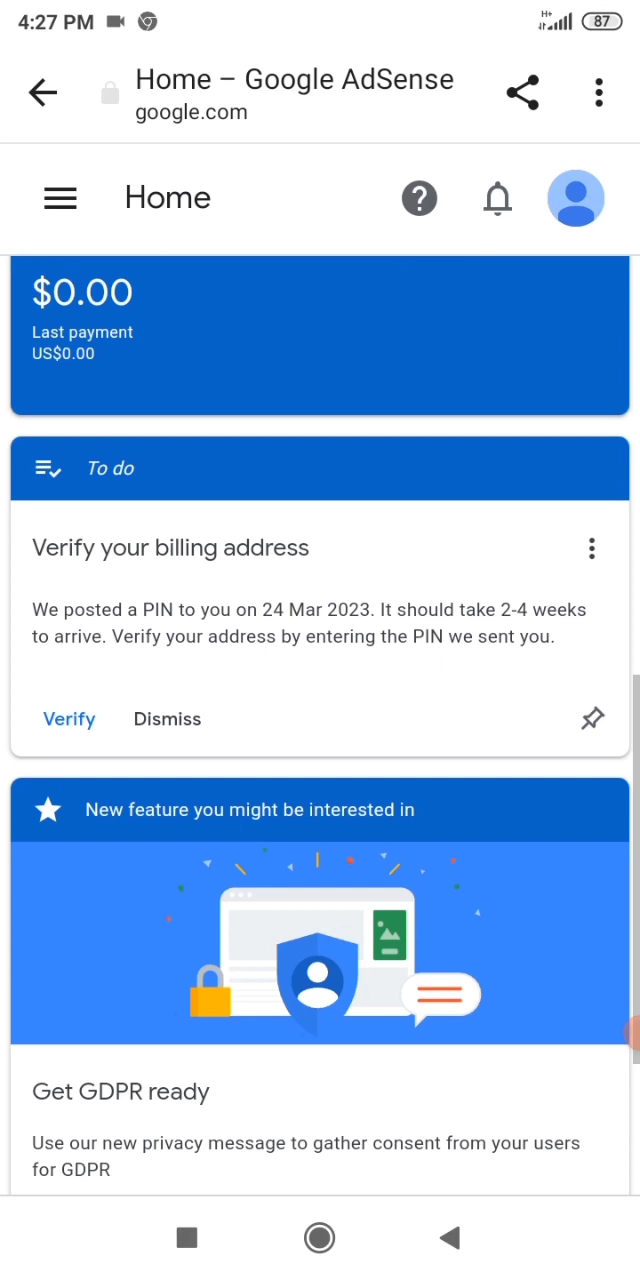 4:27 PM
H+
87
Home – Google AdSense
google.com
Home
$0.00
Last payment
US$0.00
To do
Verify your billing address
We posted a PIN to you on 24 Mar 2023. It should take 2-4 weeks
to arrive. Verify your address by entering the PIN we sent you.
Verify Dismiss
New feature you might be interested in
Get GDPR ready
Use our new privacy message to gather consent from your users
for GDPR